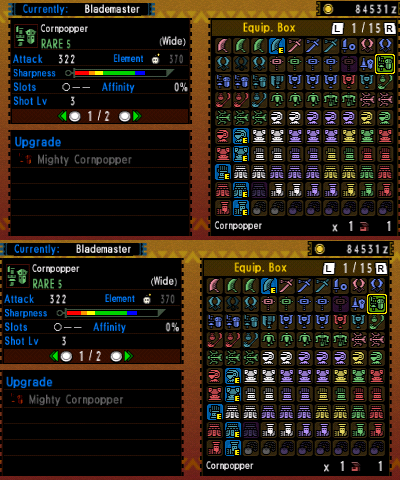 Currently: Blademaster
84531z
Cornpopper
RARE 5
(Wide)
Attack 322 Element 370
Sharpness
Slots O-- Affinity 0%
Shot Lv 3
1/2
Upgrade
Mighty Cornpopper
Equip. Box L 1/15 R
E
E
E
E
E
E
Cornpopper x 1 1
Currently: Blademaster
84531z
Cornpopper
RARE 5
(Wide)
Attack 322 Element 370
Sharpness
Slots O-- Affinity 0%
Shot Lv 3
1/2
Upgrade
Mighty Cornpopper
Equip. Box L 1/15 R
E
E
E
E
E
E
Cornpopper x 1 1